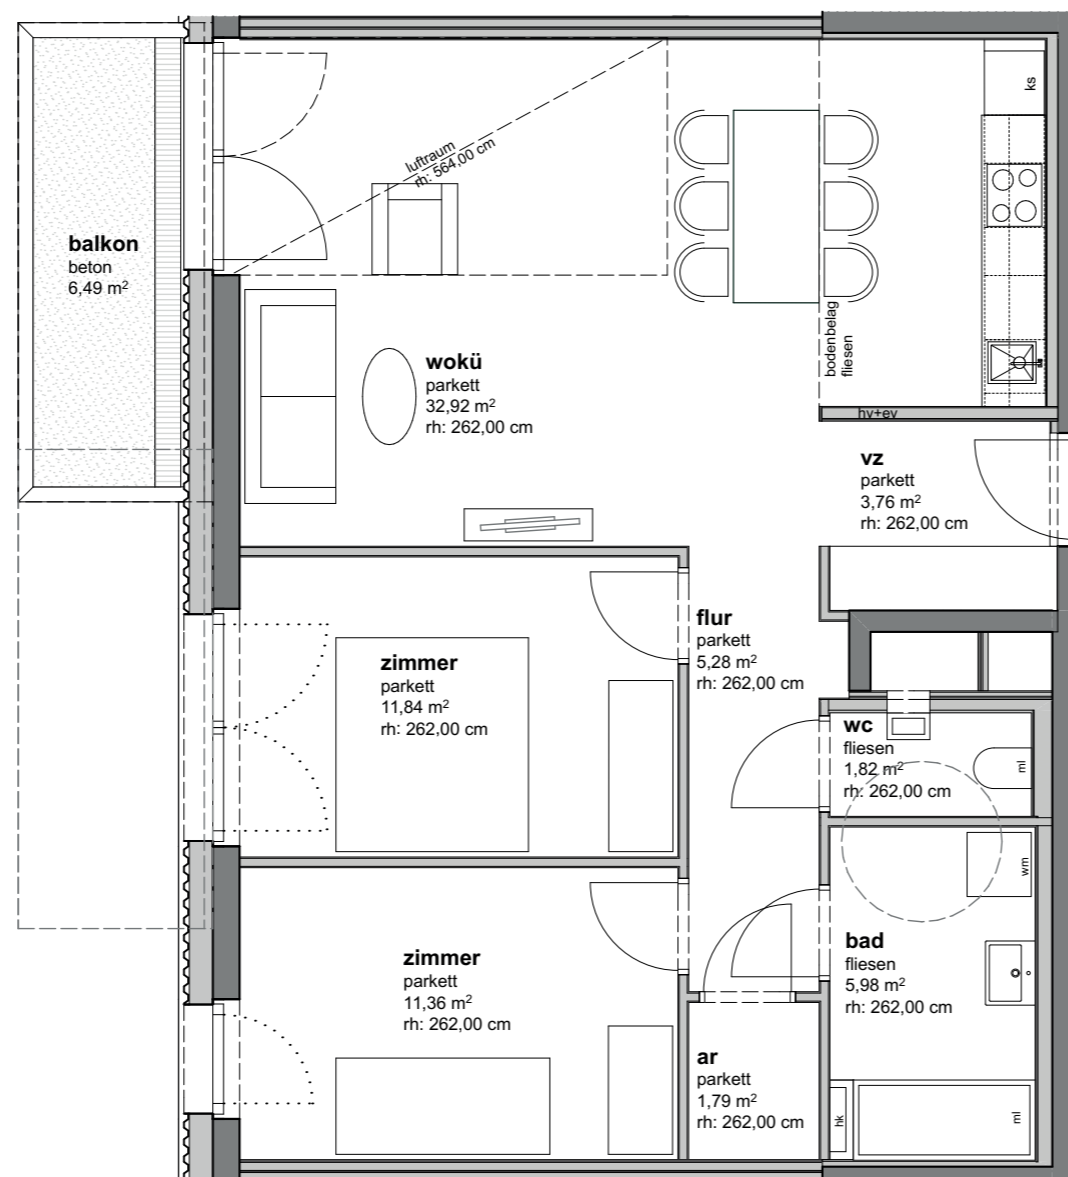 ks
luftraum
rh: 564,00 cm
balkon
beton
6,49 m²
bodenbelag
fliesen
wokü
parkett
32,92 m²
rh: 262,00 cm
hv+ev
vz
parkett
3,76 m²
rh: 262,00 cm
flur
parkett
5,28 m²
rh: 262,00 cm
zimmer
parkett
11,84 m²
rh: 262,00 cm
wc
fliesen
1,82 m²
rh: 262,00 cm
ml
wm
bad
fliesen
5,98 m²
rh: 262,00 cm
zimmer
parkett
11,36 m²
rh: 262,00 cm
ar
parkett
1,79 m²
rh: 262,00 cm
hk
ml